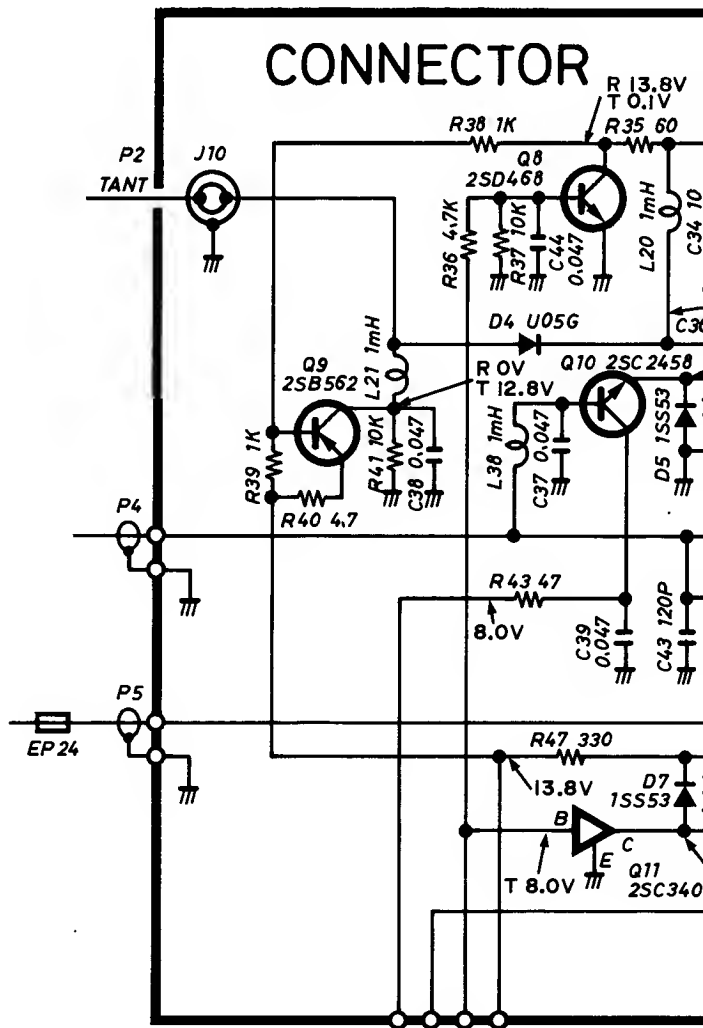 CONNECTOR
R 13.8V
T 0.1V
R38 1K
R35 60
P2
J10
Q8
2SD468
TANT
R36 4.7K
R37 10K
C44
0.047
L20 1mH
C34 10
D4 U05G
C36
Q9
2SB562
L21 1mH
R 0V
T 12.8V
Q10 2SC2458
R39 1K
R41 10K
C38 0.047
L38 1mH
C37 0.047
D5 1SS53
R40 4.7
P4
R43 47
8.0V
C39
0.047
C43 120P
P5
EP24
R47 330
13.8V
D7
1SS53
B
C
E
T 8.0V
Q11
2SC340